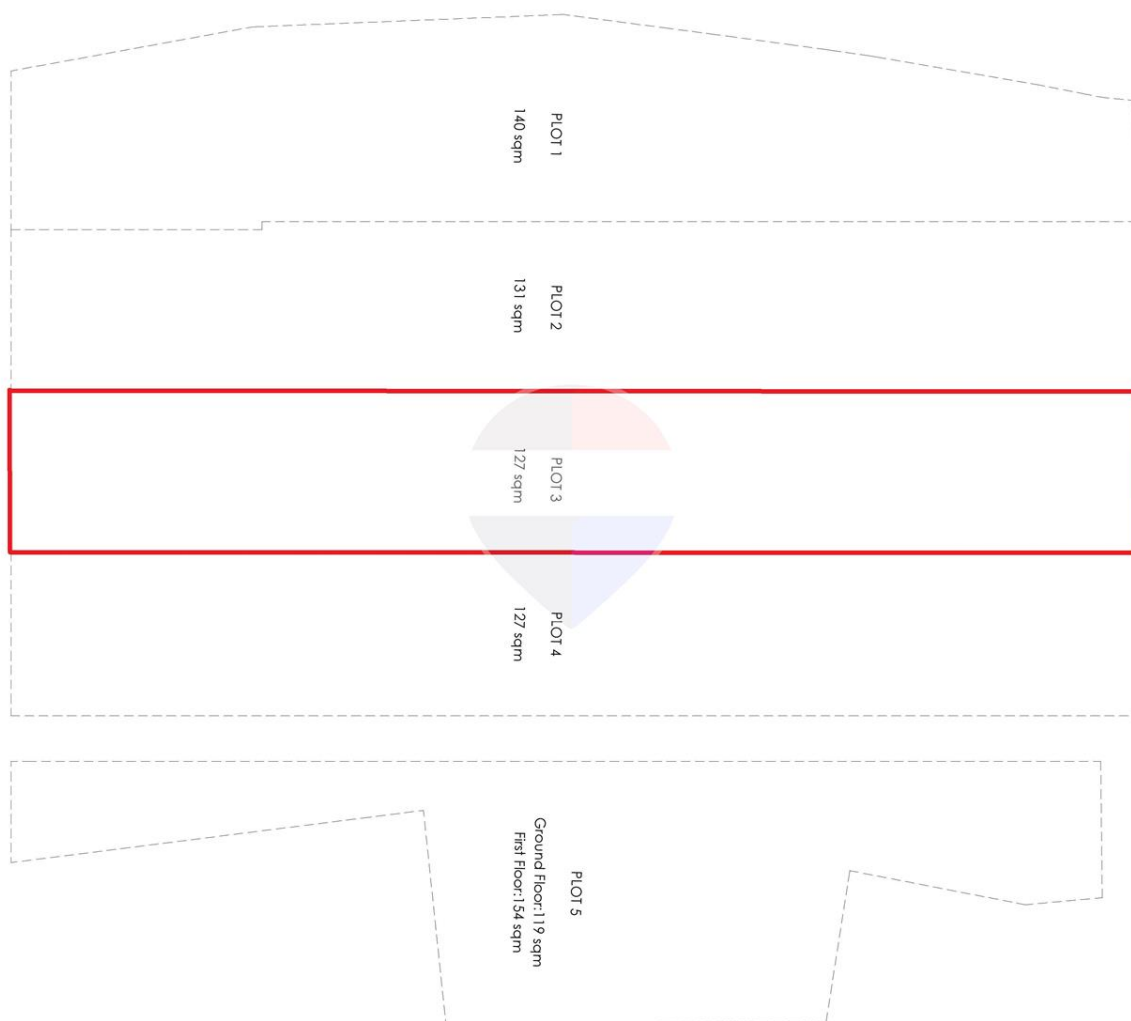 PLOT 1
140 sqm
PLOT 2
131 sqm
PLOT 3
127 sqm
PLOT 4
127 sqm
PLOT 5
Ground Floor:119 sqm
First Floor:154 sqm